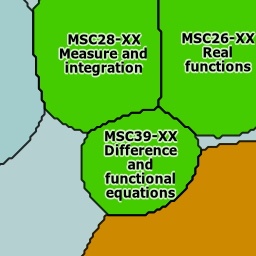 MSC28-XX
Measure and
integration
MSC26-XX
Real
functions
MSC39-XX
Difference
and
functional
equations